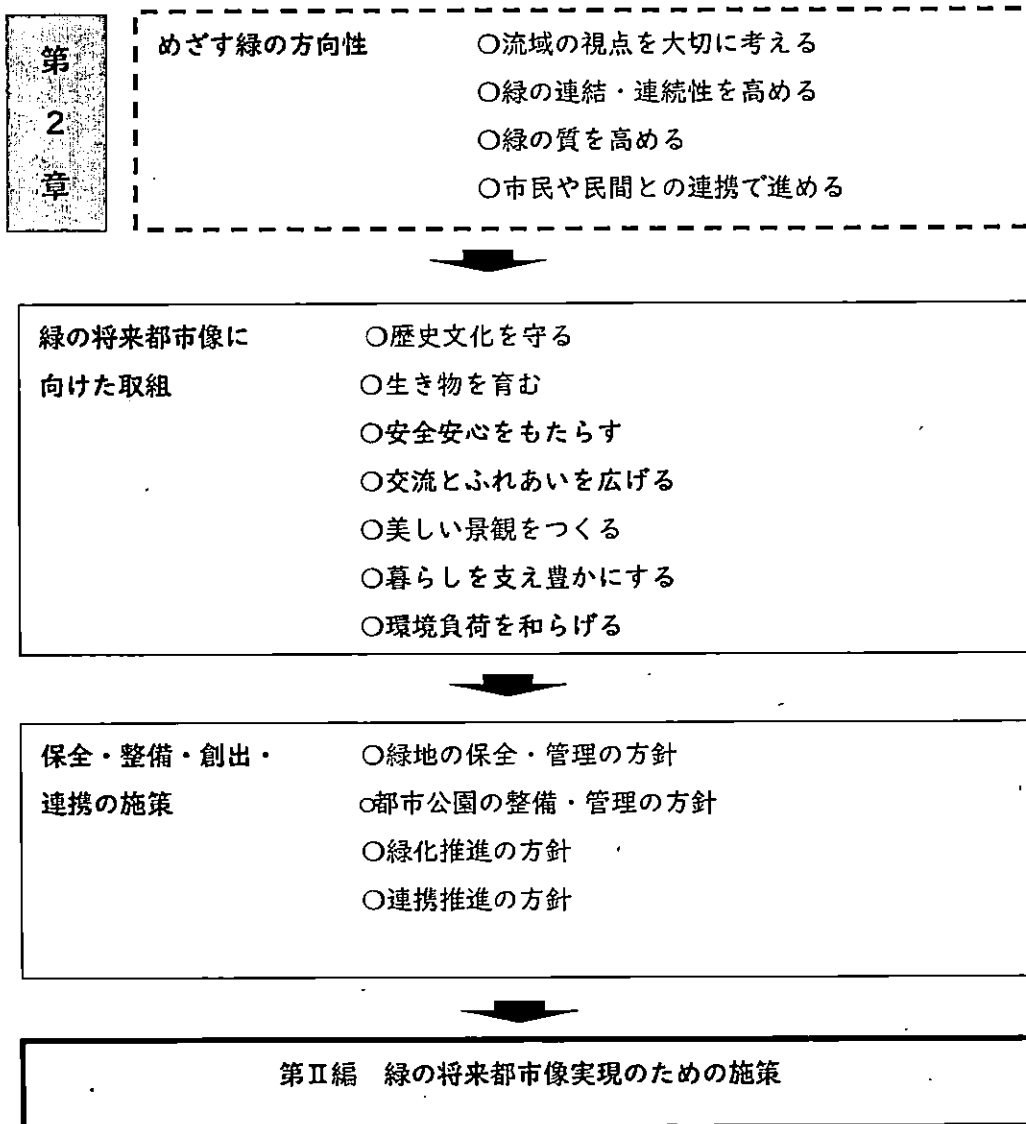 第2章
めざす緑の方向性 ○流域の視点を大切に考える
○緑の連結・連続性を高める
○緑の質を高める
○市民や民間との連携で進める
緑の将来都市像に ○歴史文化を守る
向けた取組 ○生き物を育む
○安全安心をもたらす
○交流とふれあいを広げる
○美しい景観をつくる
○暮らしを支え豊かにする
○環境負荷を和らげる
保全・整備・創出・ ○緑地の保全・管理の方針
連携の施策 ○都市公園の整備・管理の方針
○緑化推進の方針
○連携推進の方針
第Ⅱ編 緑の将来都市像実現のための施策